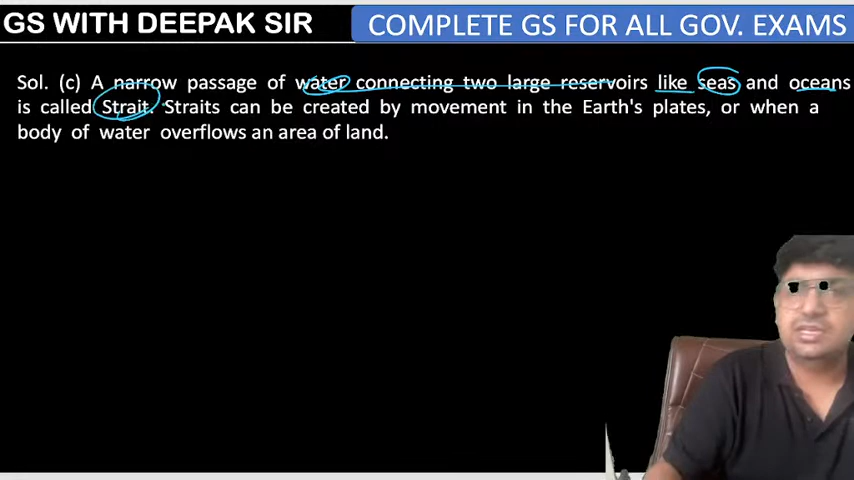 GS WITH DEEPAK SIR
COMPLETE GS FOR ALL GOV. EXAMS
Sol. (c) A narrow passage of water connecting two large reservoirs like seas and oceans
is called Strait. Straits can be created by movement in the Earth's plates, or when a
body of water overflows an area of land.